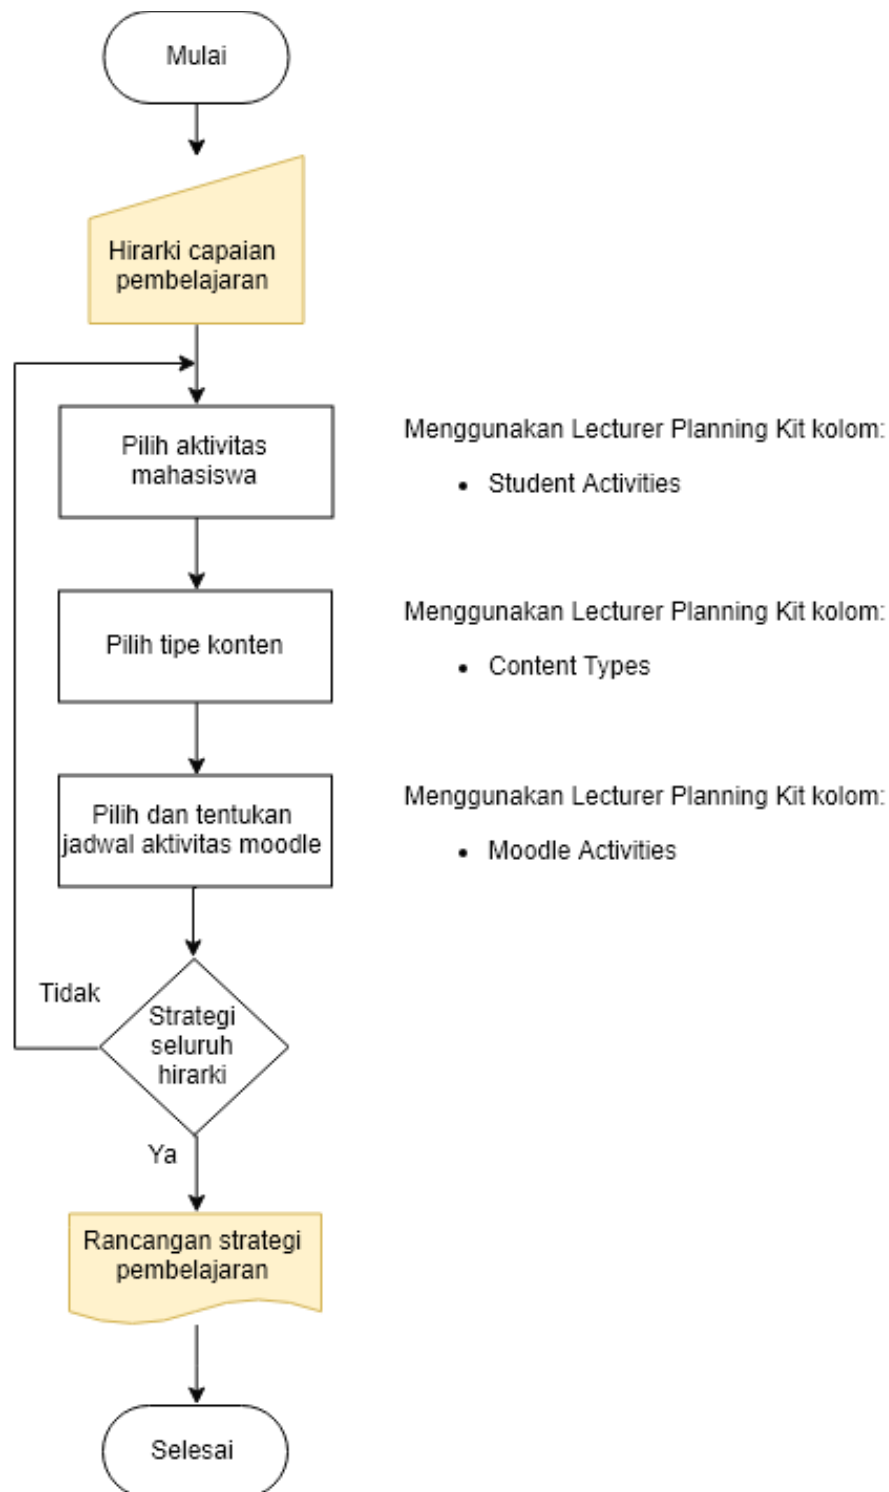 Mulai
Hirarki capaian
pembelajaran
Pilih aktivitas
mahasiswa
Menggunakan Lecturer Planning Kit kolom:
• Student Activities
Pilih tipe konten
Menggunakan Lecturer Planning Kit kolom:
• Content Types
Pilih dan tentukan
jadwal aktivitas moodle
Menggunakan Lecturer Planning Kit kolom:
• Moodle Activities
Tidak
Strategi
seluruh
hirarki
Ya
Rancangan strategi
pembelajaran
Selesai